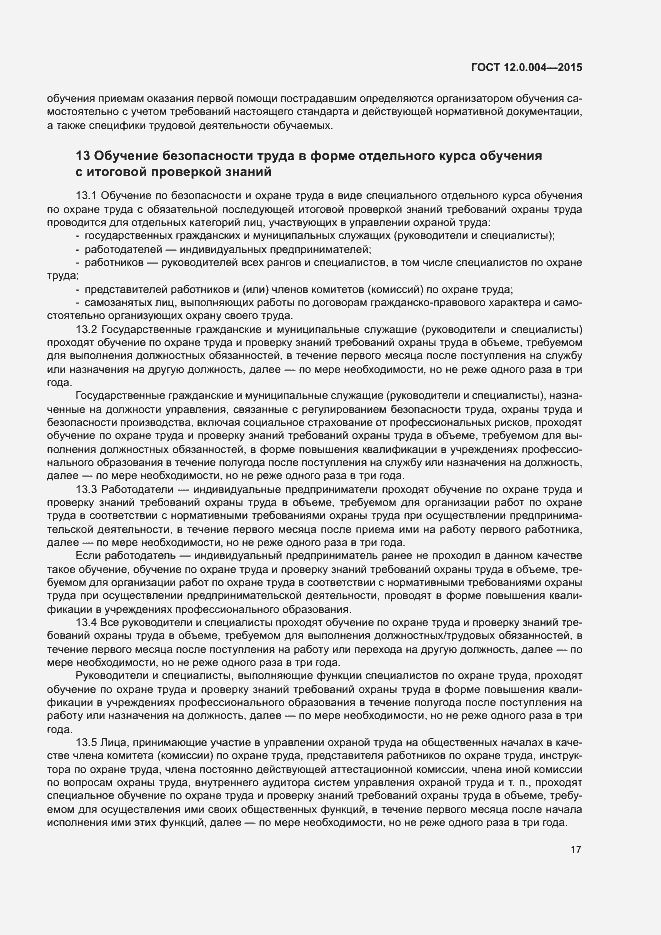 ГОСТ 12.0.004—2015
обучения приемам оказания первой помощи пострадавшим определяются организатором обучения са-
мостоятельно с учетом требований настоящего стандарта и действующей нормативной документации,
а также специфики трудовой деятельности обучаемых.
13 Обучение безопасности труда в форме отдельного курса обучения
с итоговой проверкой знаний
13.1 Обучение по безопасности и охране труда в виде специального отдельного курса обучения
по охране труда с обязательной последующей итоговой проверкой знаний требований охраны труда
проводится для отдельных категорий лиц, участвующих в управлении охраной труда:
- государственных гражданских и муниципальных служащих (руководители и специалисты);
- работодателей — индивидуальных предпринимателей;
- работников — руководителей всех рангов и специалистов, в том числе специалистов по охране
труда;
- представителей работников и (или) членов комитетов (комиссий) по охране труда;
- самозанятых лиц, выполняющих работы по договорам гражданско-правового характера и само-
стоятельно организующих охрану своего труда.
13.2 Государственные гражданские и муниципальные служащие (руководители и специалисты)
проходят обучение по охране труда и проверку знаний требований охраны труда в объеме, требуемом
для выполнения должностных обязанностей, в течение первого месяца после поступления на службу
или назначения на другую должность, далее — по мере необходимости, но не реже одного раза в три
года.
Государственные гражданские и муниципальные служащие (руководители и специалисты), назна-
ченные на должности управления, связанные с регулированием безопасности труда, охраны труда и
безопасности производства, включая социальное страхование от профессиональных рисков, проходят
обучение по охране труда и проверку знаний требований охраны труда в объеме, требуемом для вы-
полнения должностных обязанностей, в форме повышения квалификации в учреждениях профессио-
нального образования в течение полугода после поступления на службу или назначения на должность,
далее — по мере необходимости, но не реже одного раза в три года.
13.3 Работодатели — индивидуальные предприниматели проходят обучение по охране труда и
проверку знаний требований охраны труда в объеме, требуемом для организации работ по охране
труда в соответствии с нормативными требованиями охраны труда при осуществлении предпринима-
тельской деятельности, в течение первого месяца после приема ими на работу первого работника,
далее — по мере необходимости, но не реже одного раза в три года.
Если работодатель — индивидуальный предприниматель ранее не проходил в данном качестве
такое обучение, обучение по охране труда и проверку знаний требований охраны труда в объеме, тре-
буемом для организации работ по охране труда в соответствии с нормативными требованиями охраны
труда при осуществлении предпринимательской деятельности, проводят в форме повышения квали-
фикации в учреждениях профессионального образования.
13.4 Все руководители и специалисты проходят обучение по охране труда и проверку знаний тре-
бований охраны труда в объеме, требуемом для выполнения должностных/трудовых обязанностей, в
течение первого месяца после поступления на работу или перехода на другую должность, далее — по
мере необходимости, но не реже одного раза в три года.
Руководители и специалисты, выполняющие функции специалистов по охране труда, проходят
обучение по охране труда и проверку знаний требований охраны труда в форме повышения квали-
фикации в учреждениях профессионального образования в течение полугода после поступления на
работу или назначения на должность, далее — по мере необходимости, но не реже одного раза в три
года.
13.5 Лица, принимающие участие в управлении охраной труда на общественных началах в каче-
стве члена комитета (комиссии) по охране труда, представителя работников по охране труда, инструк-
тора по охране труда, члена постоянно действующей аттестационной комиссии, члена иной комиссии
по вопросам охраны труда, внутреннего аудитора систем управления охраной труда и т. п., проходят
специальное обучение по охране труда и проверку знаний требований охраны труда в объеме, требу-
емом для осуществления ими своих общественных функций, в течение первого месяца после начала
исполнения ими этих функций, далее — по мере необходимости, но не реже одного раза в три года.
17